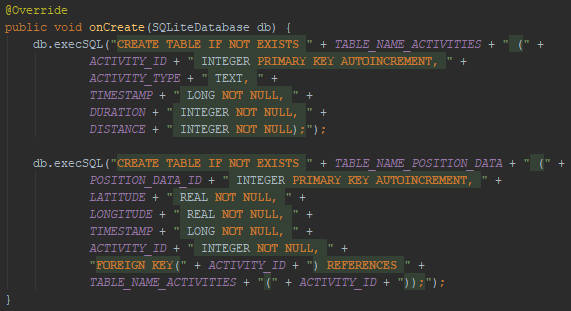 @Override
public void onCreate(SQLiteDatabase db) {
    db.execSQL("CREATE TABLE IF NOT EXISTS " + TABLE_NAME_ACTIVITIES + " (" +
            ACTIVITY_ID + " INTEGER PRIMARY KEY AUTOINCREMENT, " +
            ACTIVITY_TYPE + " TEXT, " +
            TIMESTAMP + " LONG NOT NULL, " +
            DURATION + " INTEGER NOT NULL, " +
            DISTANCE + " INTEGER NOT NULL);");
    db.execSQL("CREATE TABLE IF NOT EXISTS " + TABLE_NAME_POSITION_DATA + " (" +
            POSITION_DATA_ID + " INTEGER PRIMARY KEY AUTOINCREMENT, " +
            LATITUDE + " REAL NOT NULL, " +
            LONGITUDE + " REAL NOT NULL, " +
            TIMESTAMP + " LONG NOT NULL, " +
            ACTIVITY_ID + " INTEGER NOT NULL, " +
            "FOREIGN KEY(" + ACTIVITY_ID + ") REFERENCES " +
            TABLE_NAME_ACTIVITIES + "(" + ACTIVITY_ID + "));");
}